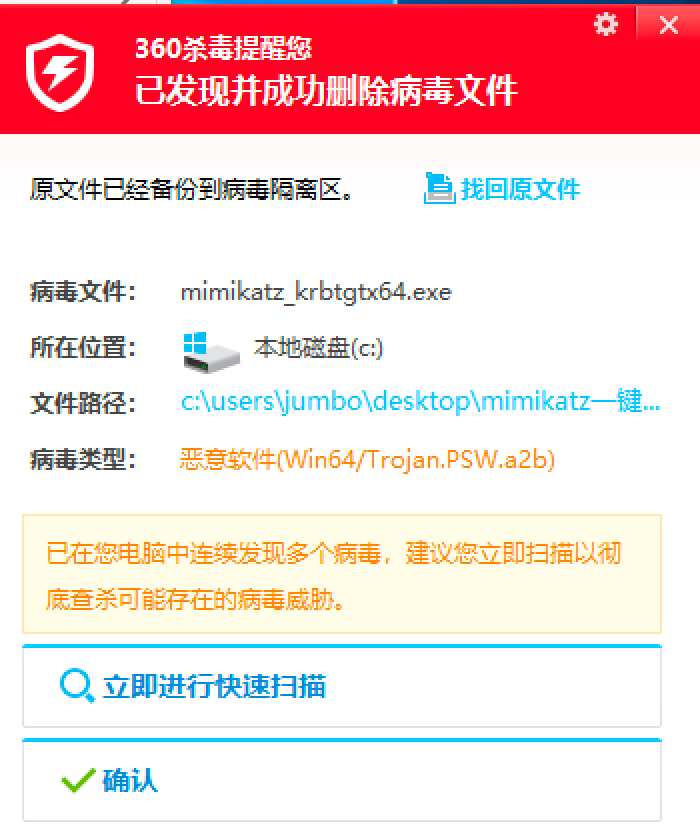 360杀毒提醒您
已发现并成功删除病毒文件
原文件已经备份到病毒隔离区。 找回原文件
病毒文件： mimikatz_krbtgtx64.exe
所在位置： 本地磁盘(c:)
文件路径： c:\users\jumbo\desktop\mimikatz一键...
病毒类型： 恶意软件(Win64/Trojan.PSW.a2b)
已在您电脑中连续发现多个病毒，建议您立即扫描以彻
底查杀可能存在的病毒威胁。
立即进行快速扫描
确认